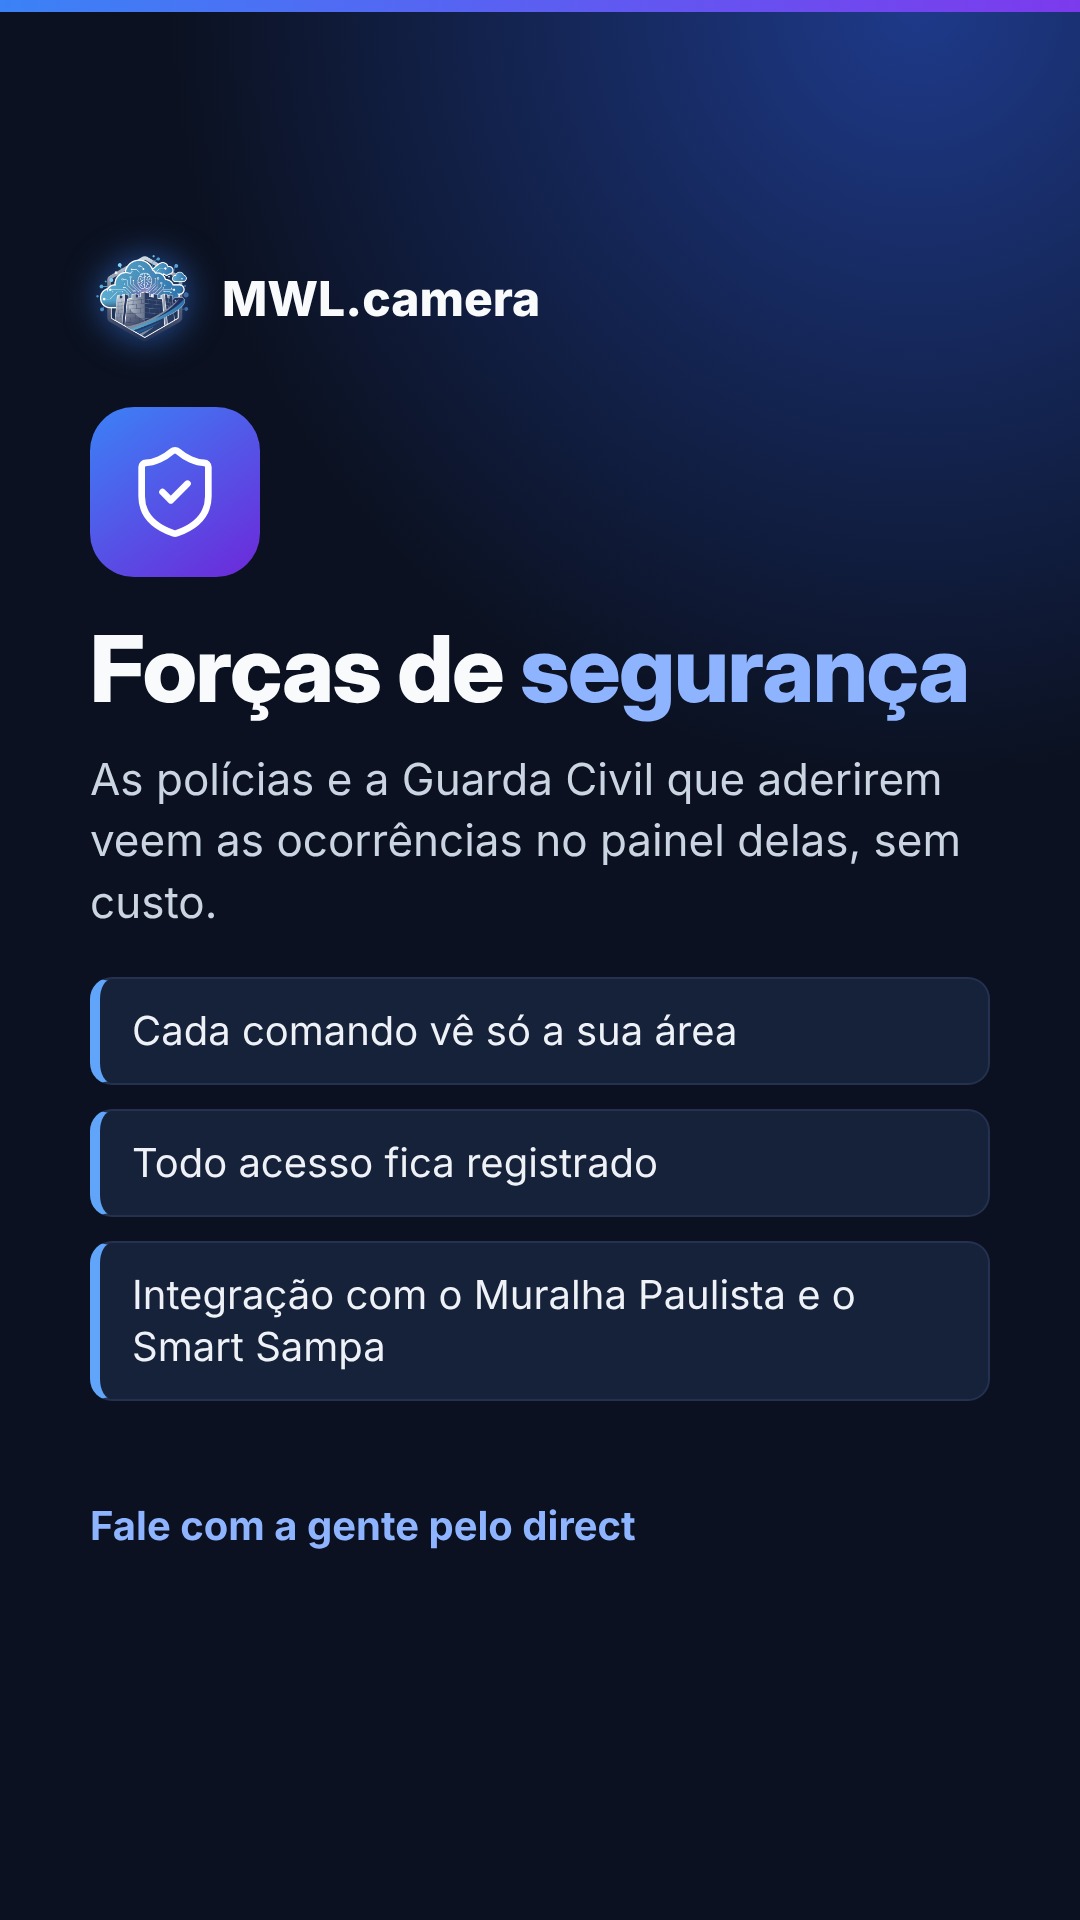 MWL.camera
Forças de segurança
As polícias e a Guarda Civil que aderirem
veem as ocorrências no painel delas, sem
custo.
Cada comando vê só a sua área
Todo acesso fica registrado
Integração com o Muralha Paulista e o
Smart Sampa
Fale com a gente pelo direct